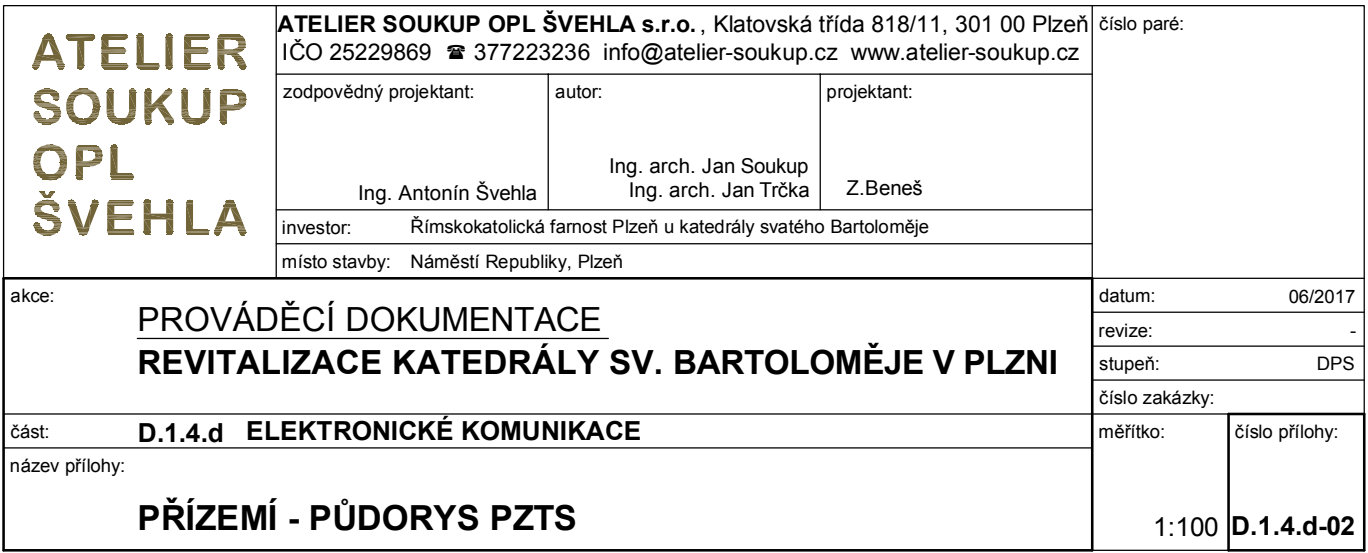 ATELIER
SOUKUP
OPL
ŠVEHLA
ATELIER SOUKUP OPL ŠVEHLA s.r.o. , Klatovská třída 818/11, 301 00 Plzeň
IČO 25229869 ☎ 377223236 info@atelier-soukup.cz www.atelier-soukup.cz
číslo paré:
zodpovědný projektant:
Ing. Antonín Švehla
autor:
Ing. arch. Jan Soukup
Ing. arch. Jan Trčka
projektant:
Z.Beneš
investor: Římskokatolická farnost Plzeň u katedrály svatého Bartoloměje
místo stavby: Náměstí Republiky, Plzeň
akce:
PROVÁDĚCÍ DOKUMENTACE
REVITALIZACE KATEDRÁLY SV. BARTOLOMĚJE V PLZNI
datum: 06/2017
revize: -
stupeň: DPS
číslo zakázky:
část: D.1.4.d ELEKTRONICKÉ KOMUNIKACE
název přílohy:
PŘÍZEMÍ - PŮDORYS PZTS
měřítko:
1:100
číslo přílohy:
D.1.4.d-02